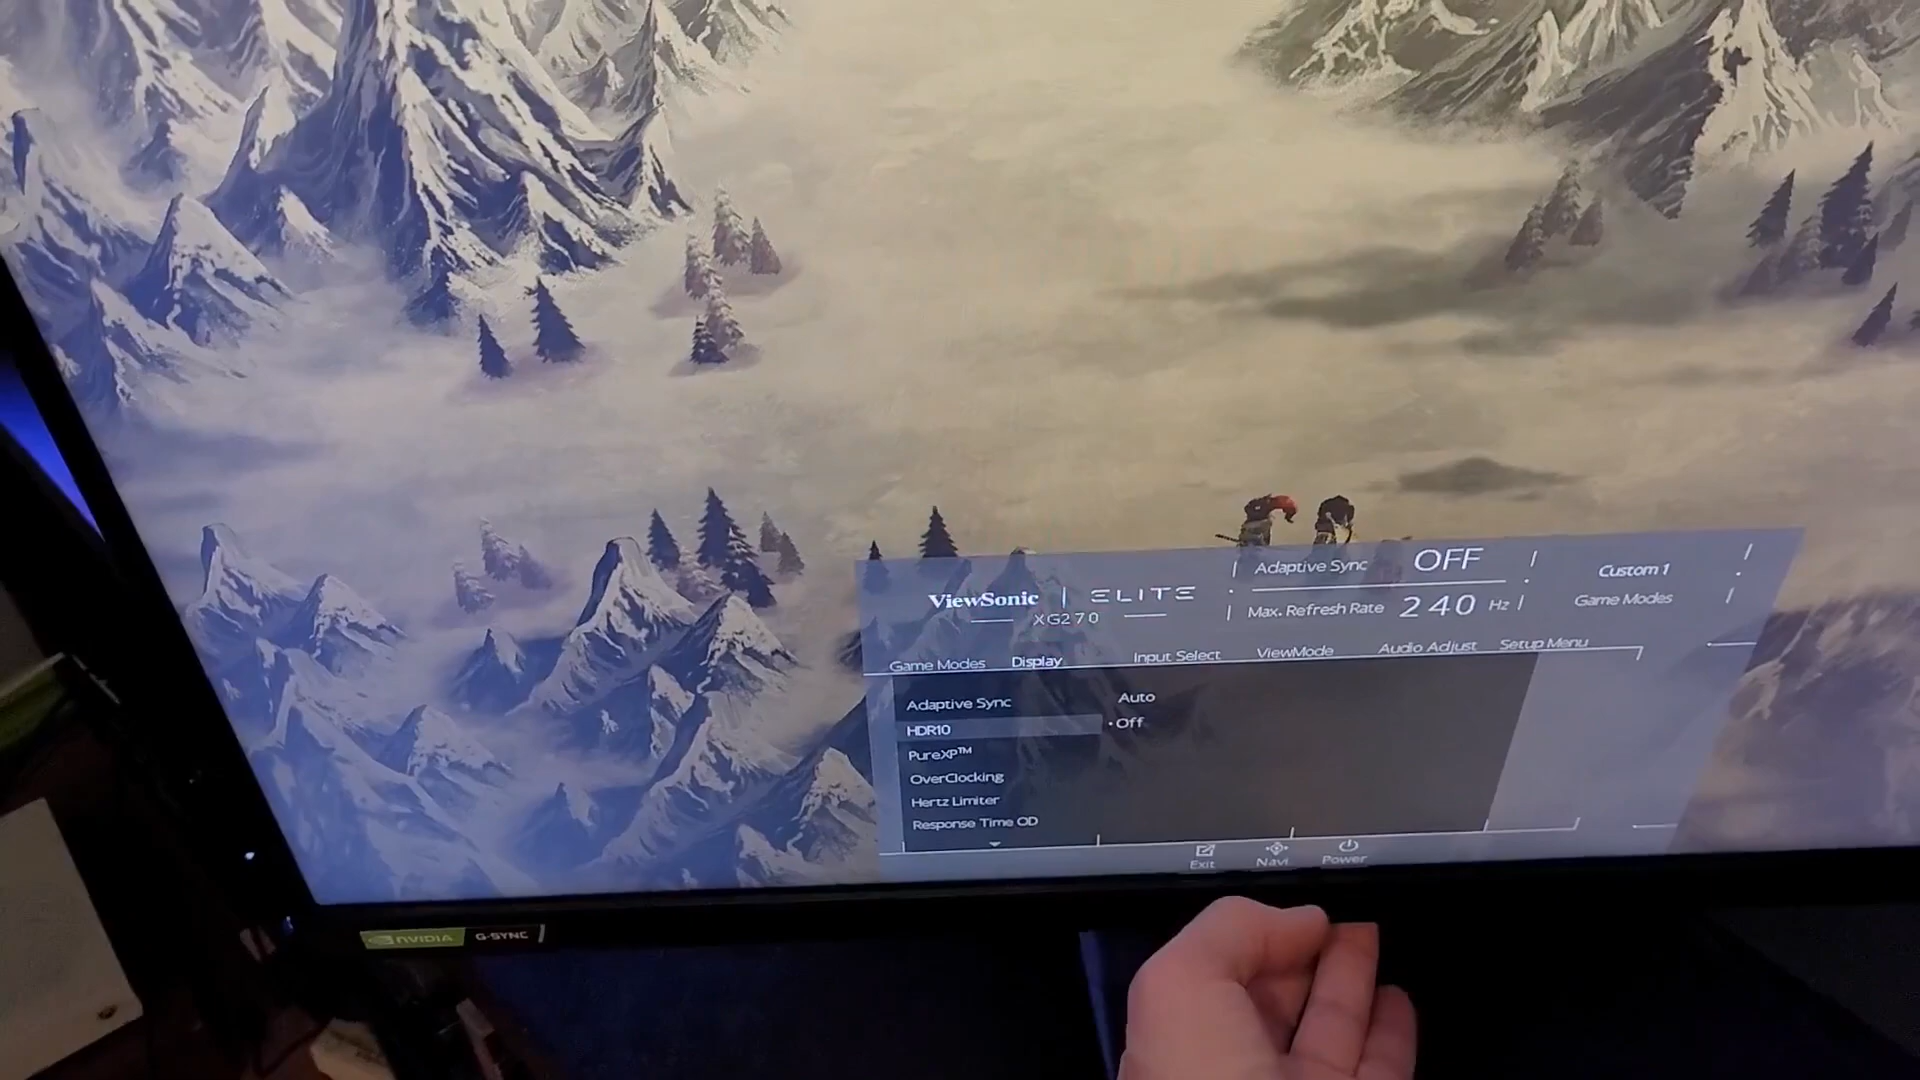 Adaptive Sync OFF
Custom 1
ViewSonic | ELITE
XG270
Max. Refresh Rate 240 Hz
Game Modes
Game Modes Display Input Select ViewMode Audio Adjust Setup Menu
Adaptive Sync Auto
HDR10 •Off
PureXP™
OverClocking
Hertz Limiter
Response Time OD
Exit Navi Power
NVIDIA G-SYNC